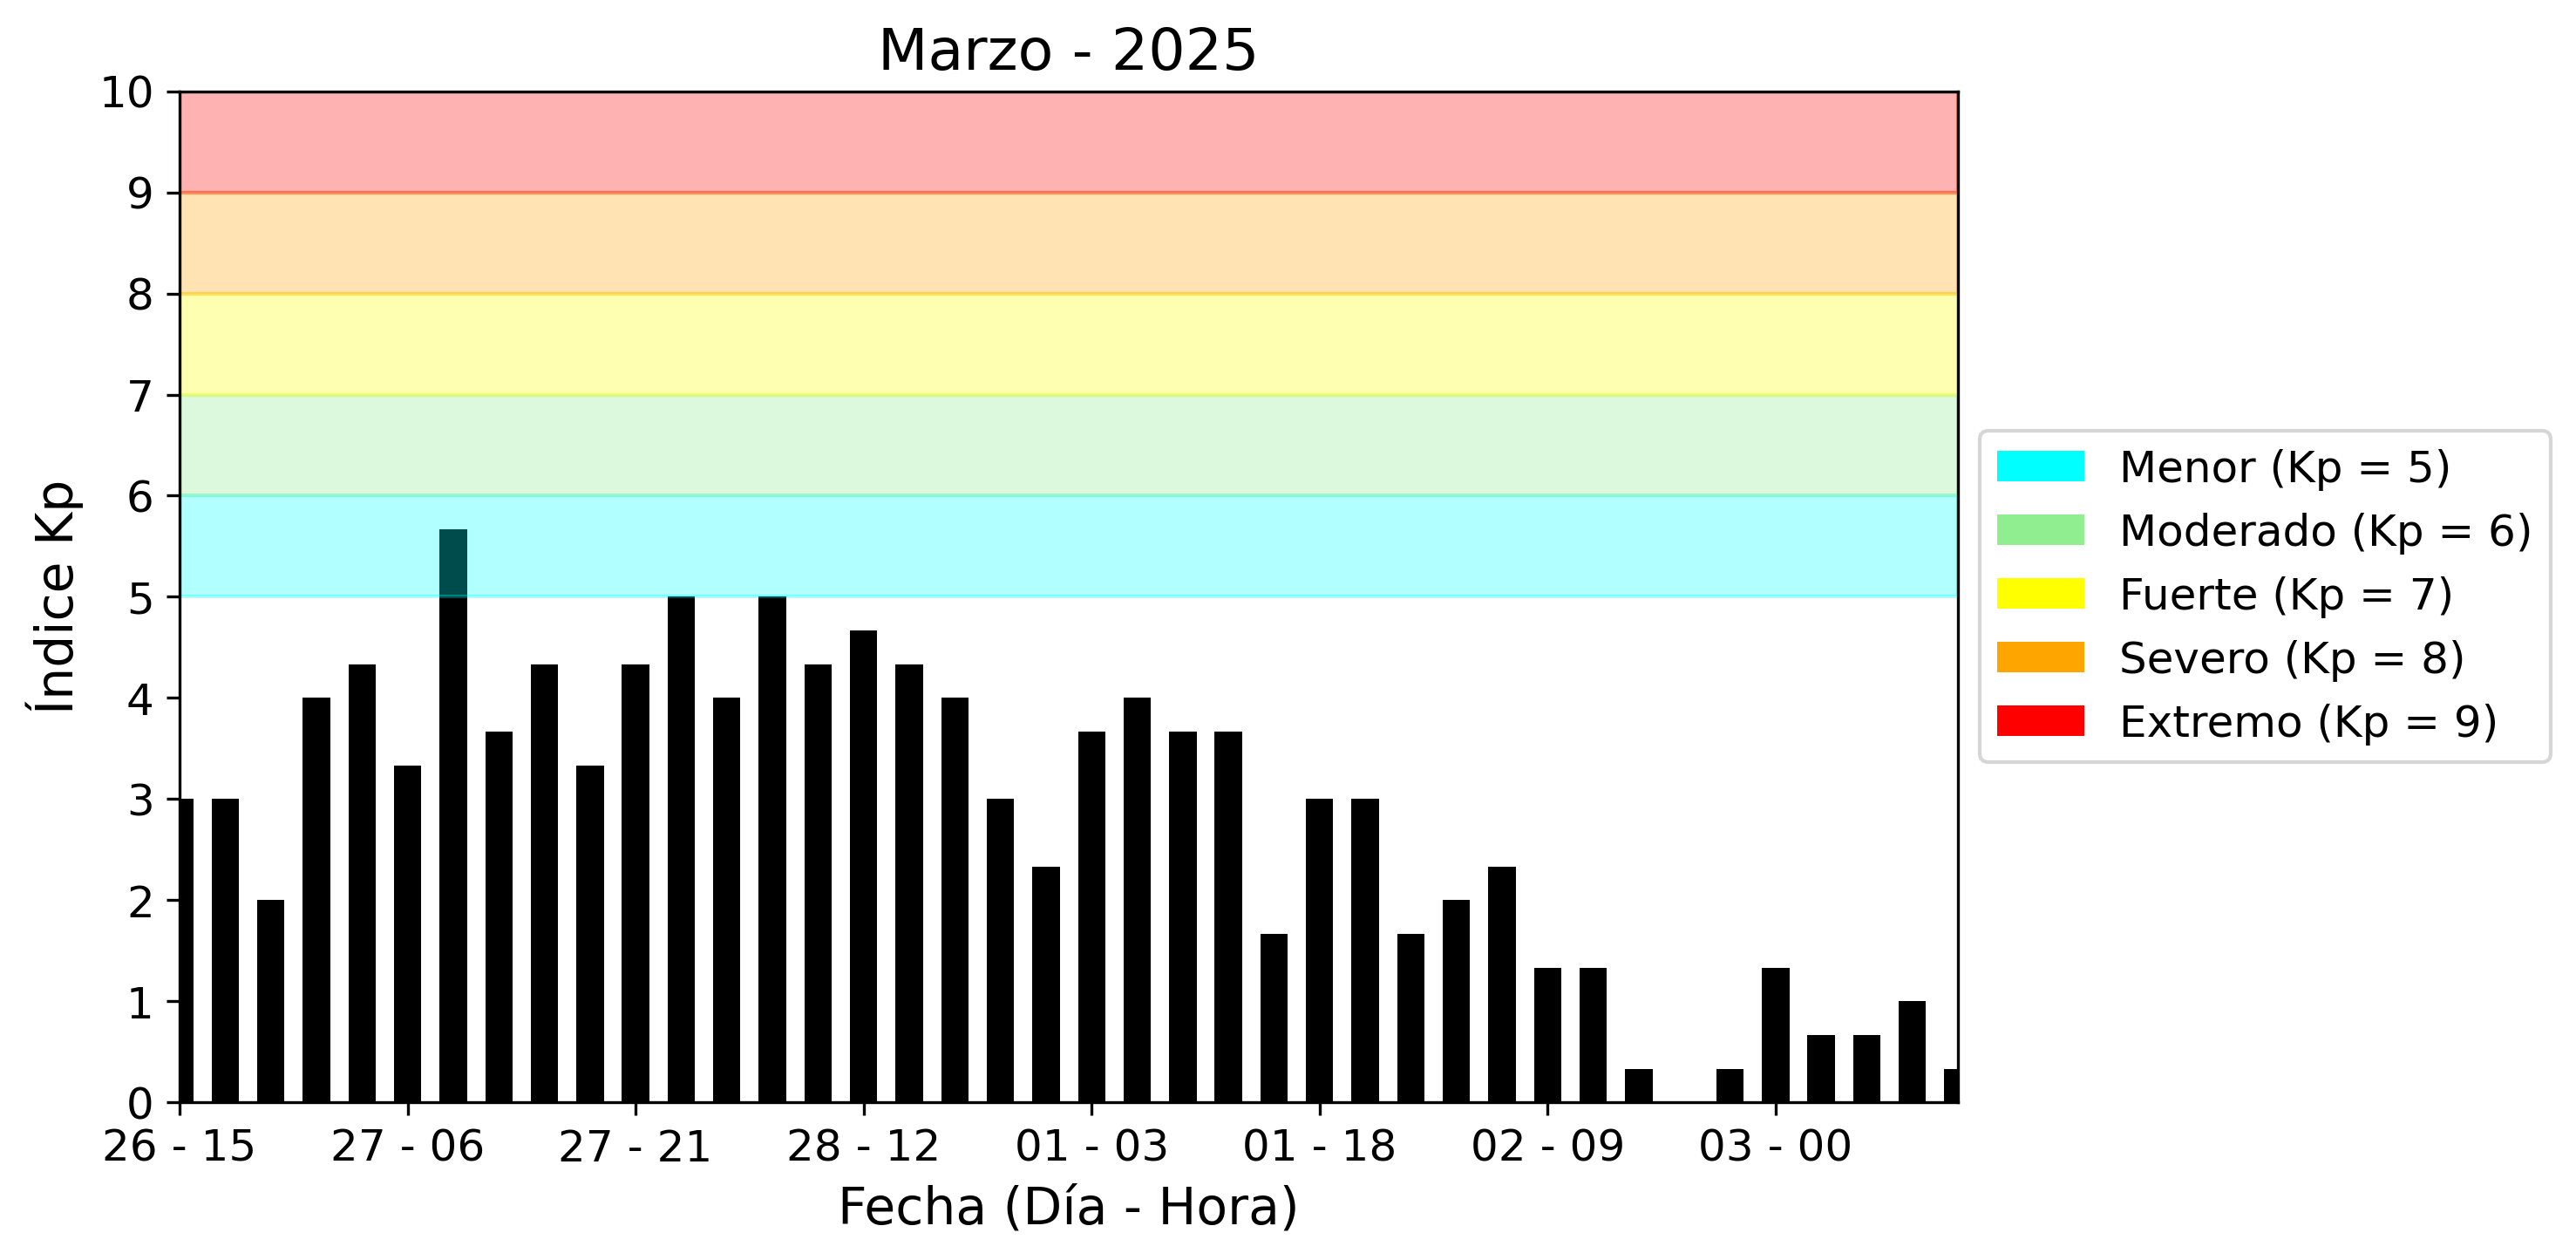 Marzo - 2025
10
9
8
7
6
5
4
3
2
1
0
Índice Kp
26 - 15
27 - 06
27 - 21
28 - 12
01 - 03
01 - 18
02 - 09
03 - 00
Fecha (Día - Hora)
Menor (Kp = 5)
Moderado (Kp = 6)
Fuerte (Kp = 7)
Severo (Kp = 8)
Extremo (Kp = 9)